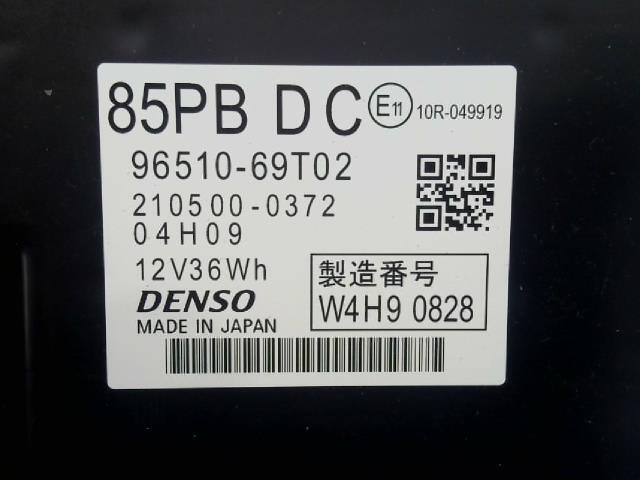 85PB DC E11 10R-049919
96510-69T02
210500-0372
04H09
12V36Wh
DENSO
MADE IN JAPAN
製造番号
W4H9 0828